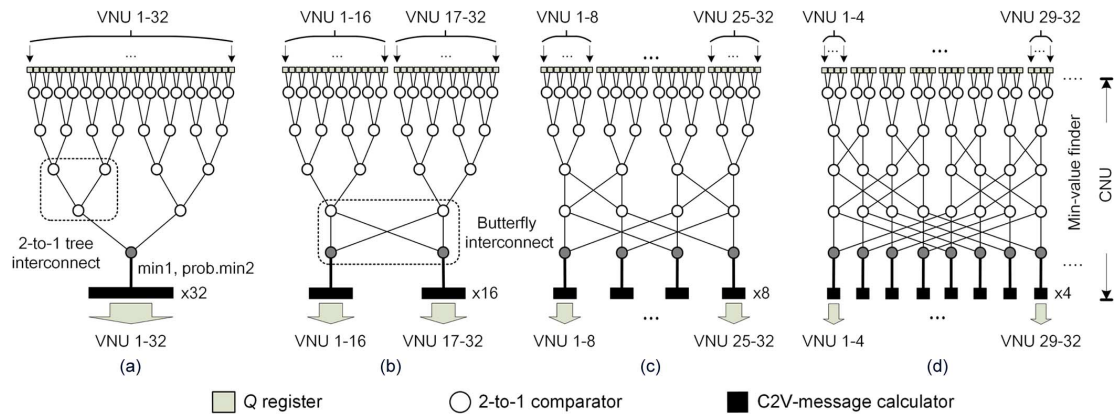 VNU 1-32
VNU 1-16 VNU 17-32
VNU 1-8 VNU 25-32
VNU 1-4 VNU 29-32
...
... ...
... ... ...
... ... ...
2-to-1 tree
interconnect
min1, prob.min2
x32
Butterfly
interconnect
x16
x8
x4
....
Min-value finder
CNU
....
... ...
VNU 1-32
VNU 1-16 VNU 17-32
VNU 1-8 VNU 25-32
VNU 1-4 VNU 29-32
(a) (b) (c) (d)
Q register 2-to-1 comparator C2V-message calculator